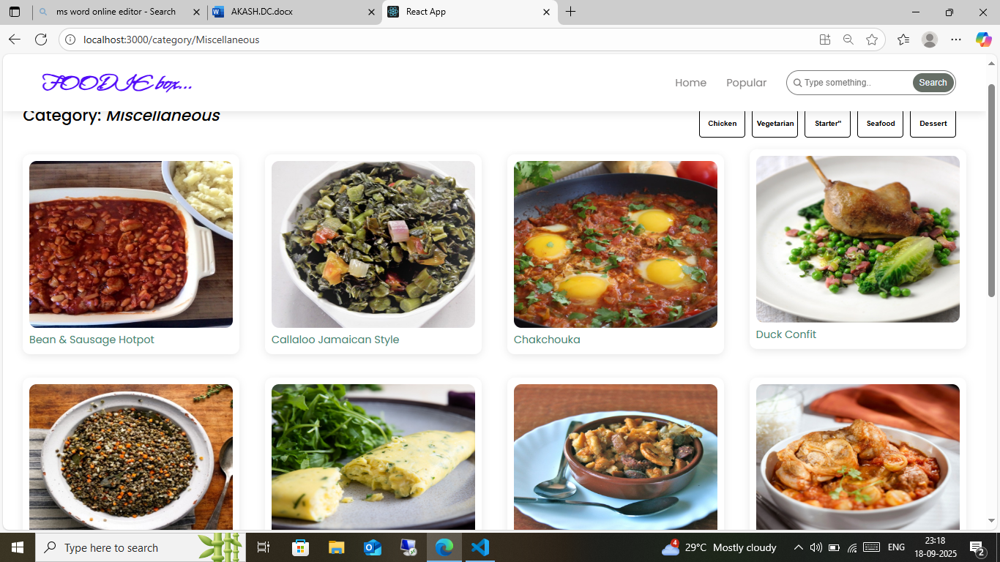 ms word online editor - Search
AKASH.DC.docx
React App
localhost:3000/category/Miscellaneous
FOODIE box...
Home
Popular
Type something..
Search
Category: Miscellaneous
Chicken
Vegetarian
Starter"
Seafood
Dessert
Bean & Sausage Hotpot
Callaloo Jamaican Style
Chakchouka
Duck Confit
Type here to search
4
29°C Mostly cloudy
ENG
23:18
18-09-2025
2